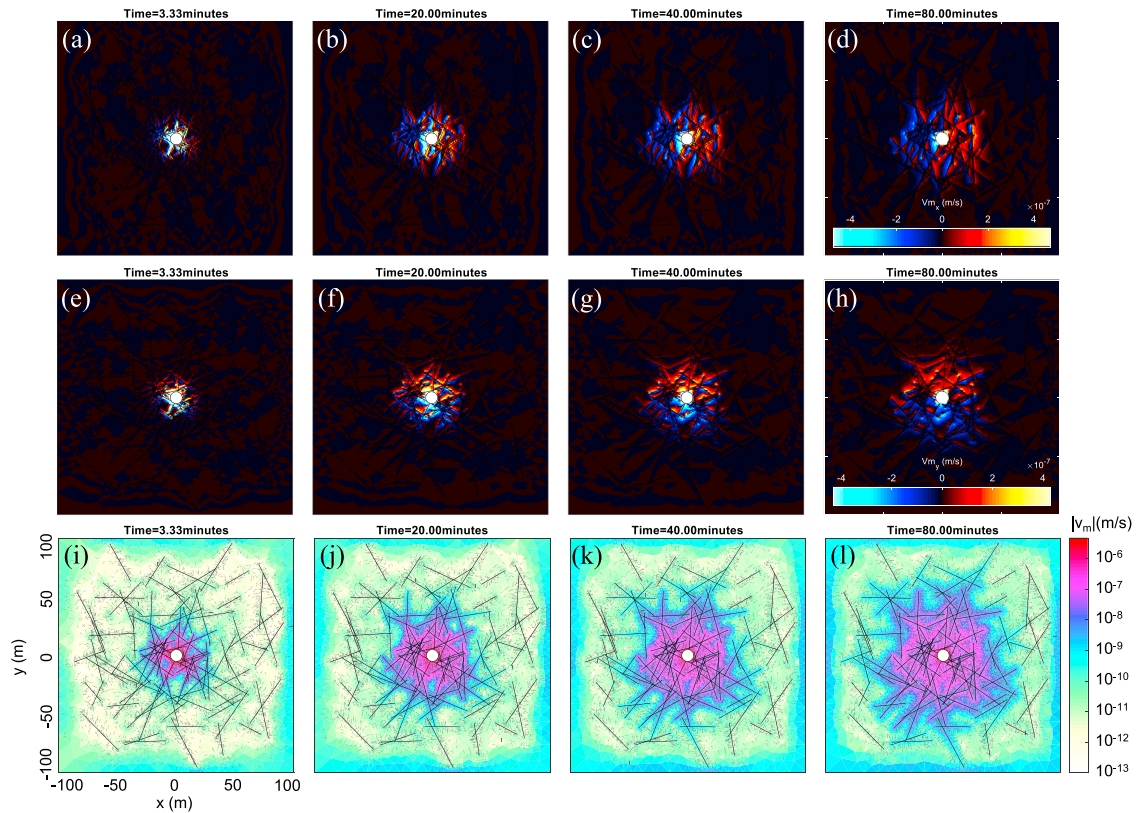 Time=3.33minutes Time=20.00minutes Time=40.00minutes Time=80.00minutes
(a) (b) (c) (d)
Vm_x (m/s) ×10^-7
-4 -2 0 2 4
Time=3.33minutes Time=20.00minutes Time=40.00minutes Time=80.00minutes
(e) (f) (g) (h)
Vm_y (m/s) ×10^-7
-4 -2 0 2 4
Time=3.33minutes Time=20.00minutes Time=40.00minutes Time=80.00minutes
|v_m|(m/s)
(i) (j) (k) (l)
100
50
0
-50
-100
y (m)
-100 -50 0 50 100
x (m)
10^-6
10^-7
10^-8
10^-9
10^-10
10^-11
10^-12
10^-13